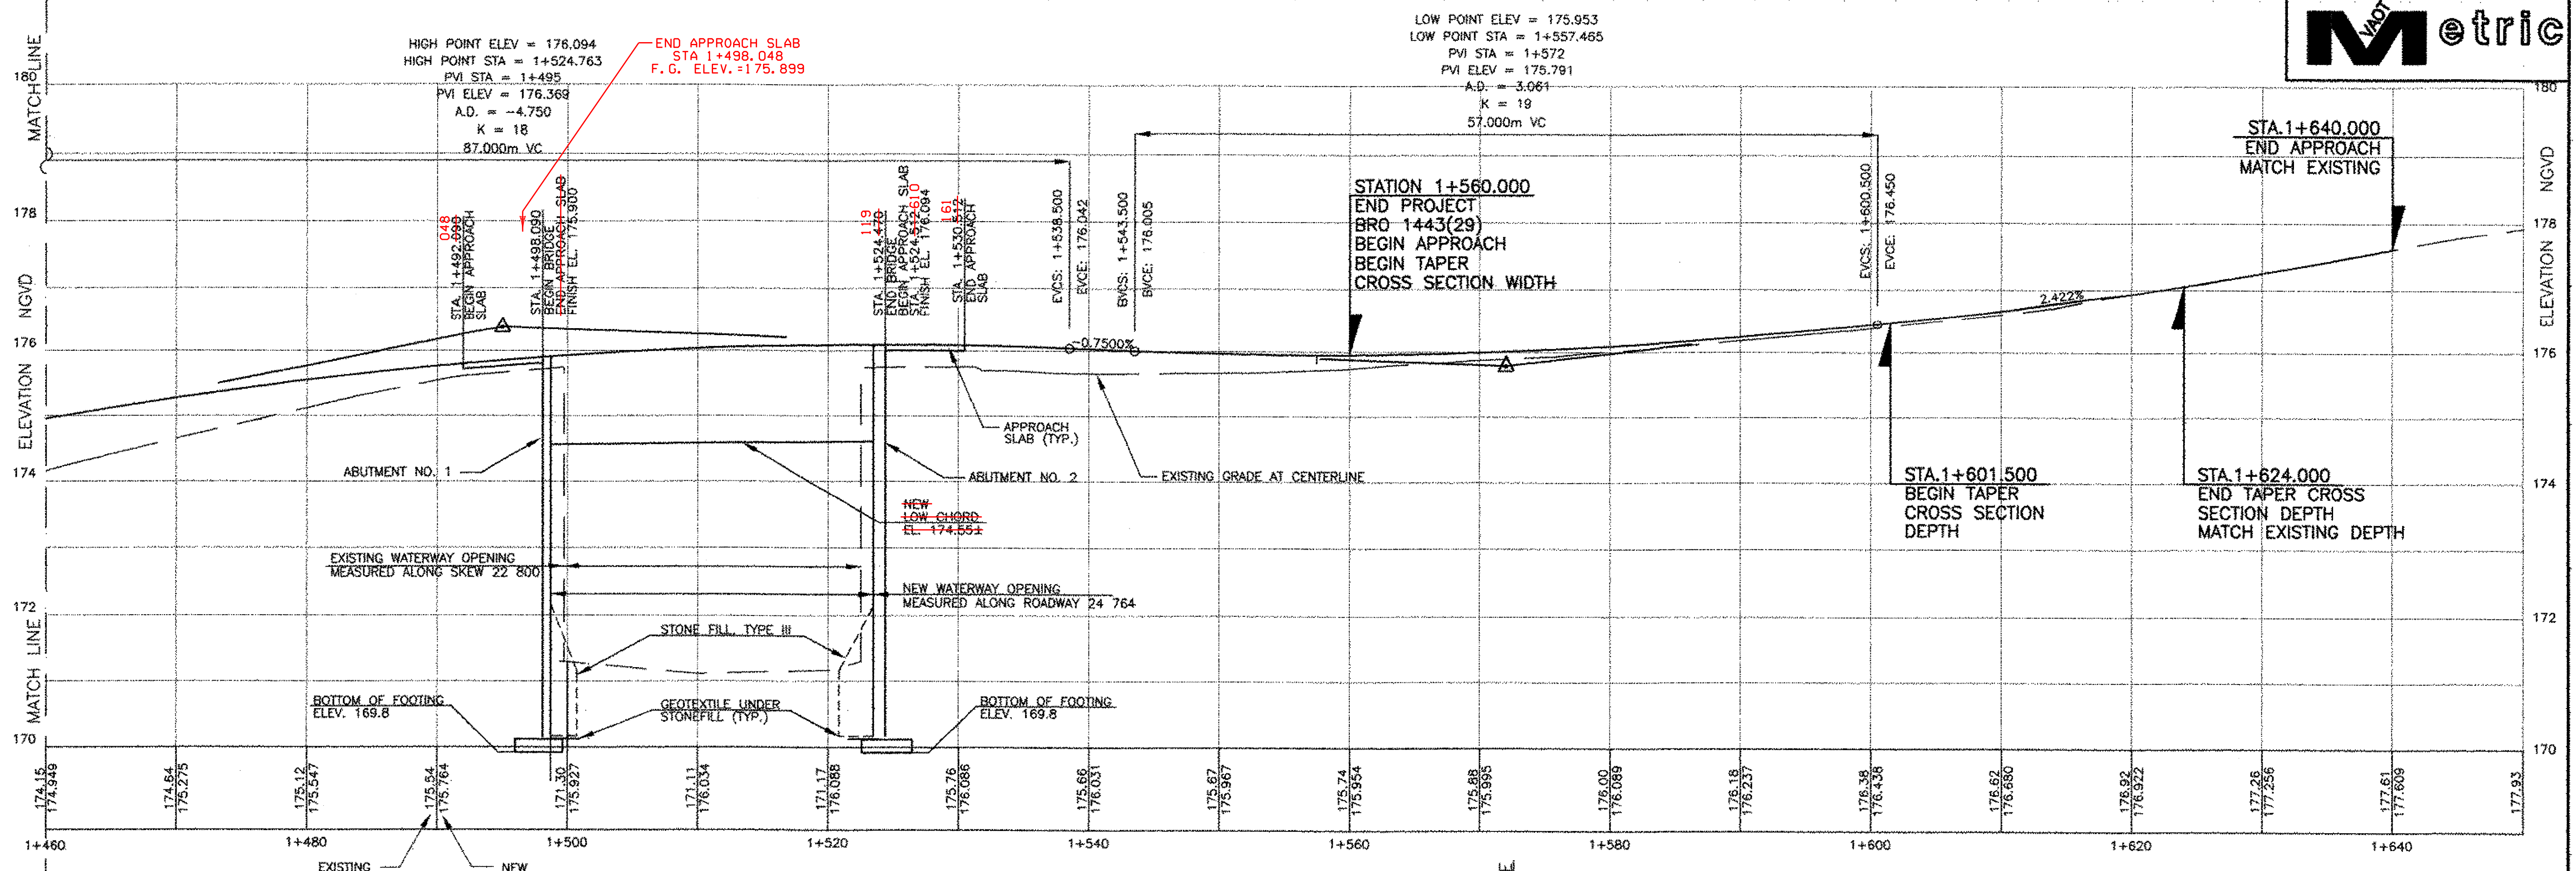 VAOT
Metric
MATCH LINE
180
HIGH POINT ELEV = 176.094
HIGH POINT STA = 1+524.763
PVI STA = 1+495
PVI ELEV = 176.369
A.D. = -4.750
K = 18
87.000m VC
END APPROACH SLAB
STA 1+498.048
F.G. ELEV.=175.899
LOW POINT ELEV = 175.953
LOW POINT STA = 1+557.465
PVI STA = 1+572
PVI ELEV = 175.791
A.D. = 3.061
K = 19
57.000m VC
180
STA.1+640.000
END APPROACH
MATCH EXISTING
NGVD
ELEVATION
178
176
174
172
170
ELEVATION NGVD
178
176
174
172
170
MATCH LINE
048
STA. 1+492.090
BEGIN APPROACH
SLAB
STA. 1+498.090
BEGIN BRIDGE
END APPROACH SLAB
FINISH EL. 175.900
119
STA. 1+524.470
END BRIDGE
BEGIN APPROACH SLAB
STA. 1+524.512 610
FINISH EL. 176.094
161
STA. 1+530.512
END APPROACH
SLAB
EVCS: 1+538.500
EVCE: 176.042
BVCS: 1+543.500
BVCE: 176.005
STATION 1+560.000
END PROJECT
BRO 1443(29)
BEGIN APPROACH
BEGIN TAPER
CROSS SECTION WIDTH
EVCS: 1+600.500
EVCE: 176.450
-0.7500%
2.422%
APPROACH
SLAB (TYP.)
ABUTMENT NO. 1
ABUTMENT NO. 2
EXISTING GRADE AT CENTERLINE
NEW
LOW CHORD
EL. 174.55±
STA.1+601.500
BEGIN TAPER
CROSS SECTION
DEPTH
STA.1+624.000
END TAPER CROSS
SECTION DEPTH
MATCH EXISTING DEPTH
EXISTING WATERWAY OPENING
MEASURED ALONG SKEW 22 800
NEW WATERWAY OPENING
MEASURED ALONG ROADWAY 24 764
STONE FILL, TYPE III
BOTTOM OF FOOTING
ELEV. 169.8
GEOTEXTILE UNDER
STONEFILL (TYP.)
BOTTOM OF FOOTING
ELEV. 169.8
174.15
174.949
174.64
175.275
175.12
175.547
175.54
175.764
171.30
175.927
171.11
176.034
171.17
176.088
175.76
176.086
175.66
176.031
175.67
175.967
175.74
175.954
175.88
175.995
176.00
176.089
176.18
176.237
176.38
176.438
176.62
176.680
176.92
176.922
177.26
177.256
177.61
177.609
177.93
1+460
1+480
1+500
1+520
1+540
1+560
1+580
1+600
1+620
1+640
EXISTING
NEW